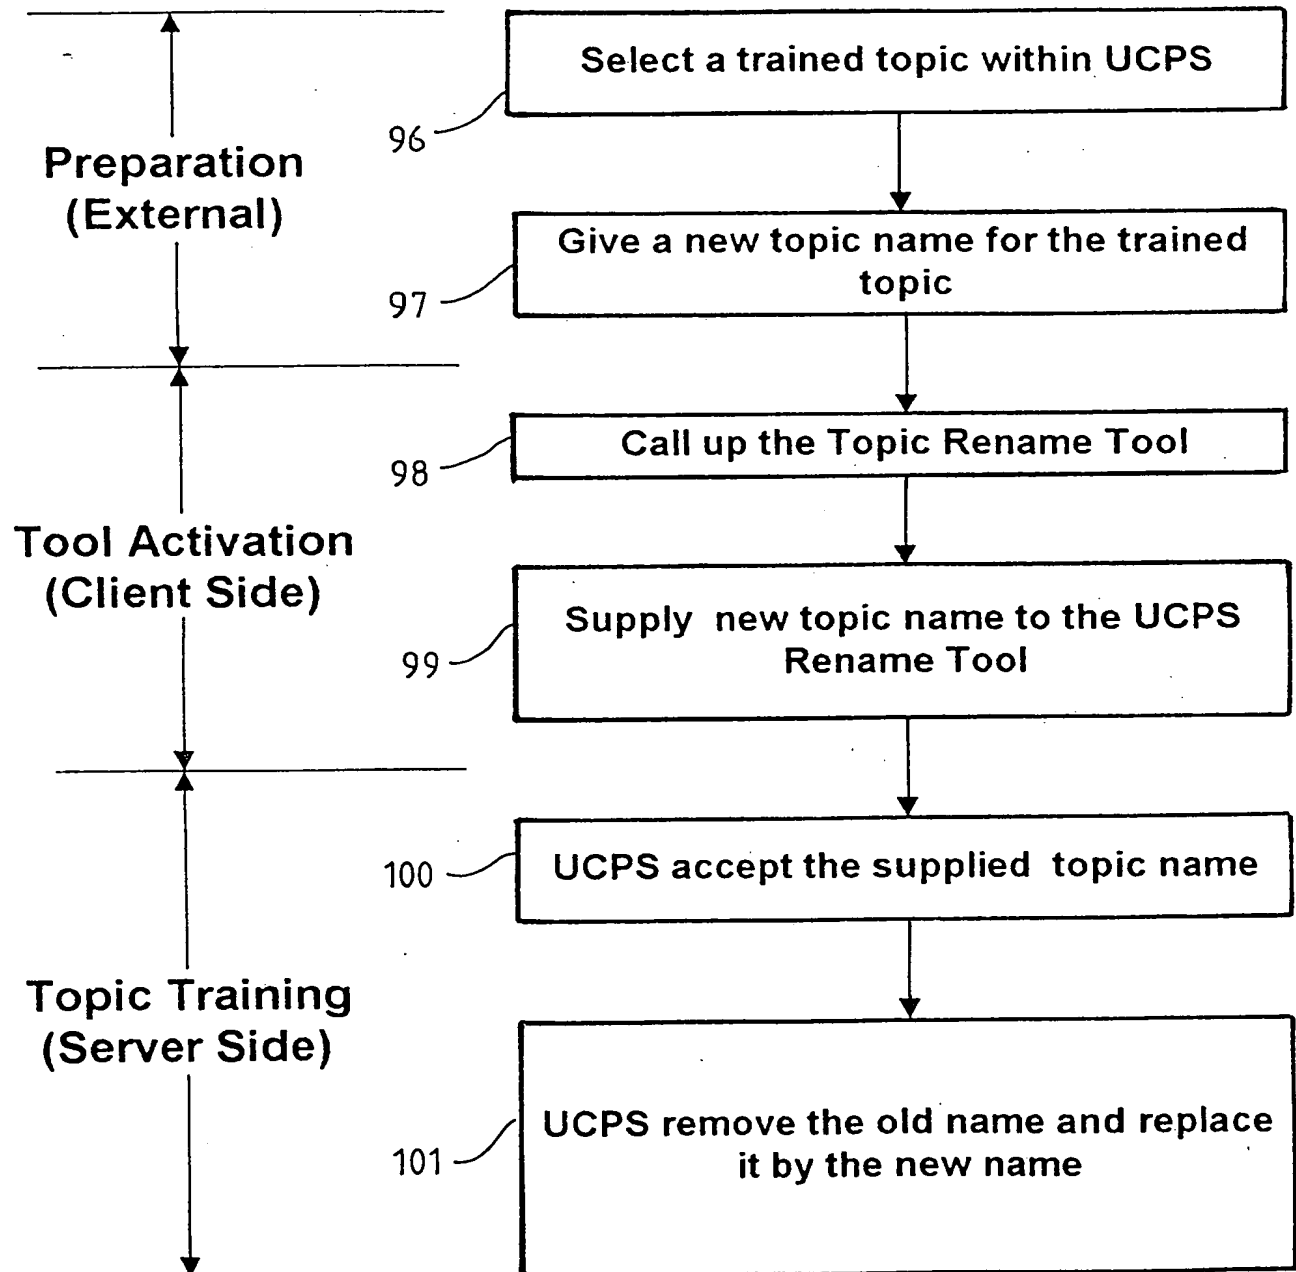 Select a trained topic within UCPS
96
Preparation
(External)
Give a new topic name for the trained
topic
97
Call up the Topic Rename Tool
98
Tool Activation
(Client Side)
Supply new topic name to the UCPS
Rename Tool
99
UCPS accept the supplied topic name
100
Topic Training
(Server Side)
UCPS remove the old name and replace
it by the new name
101